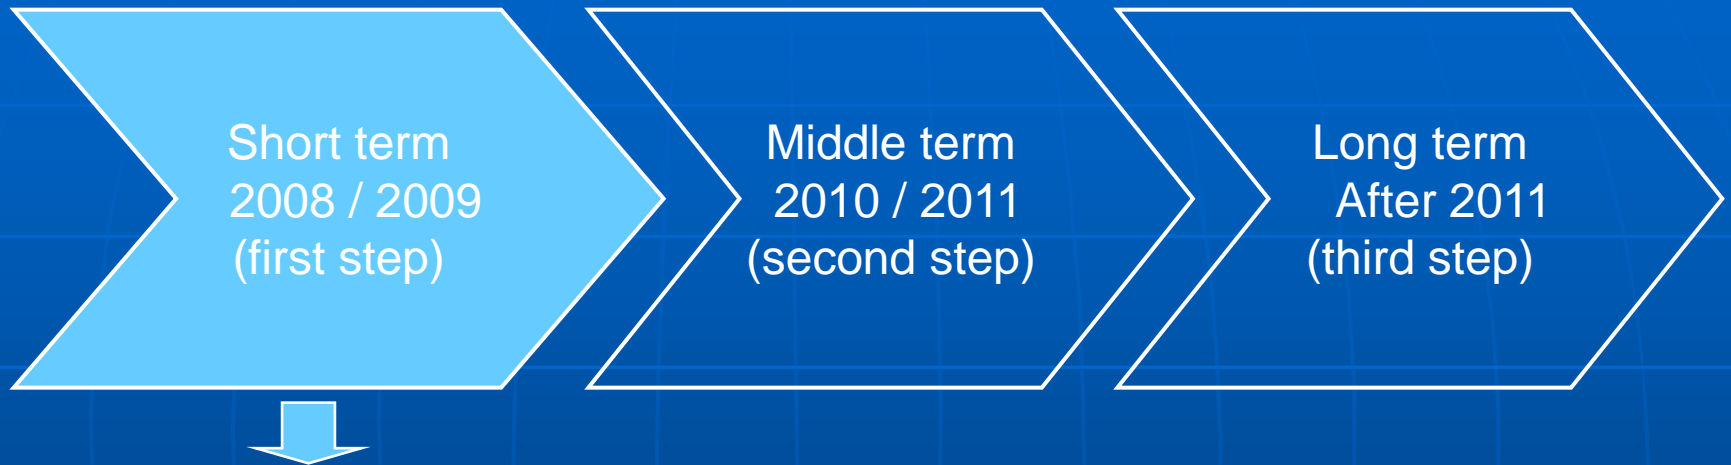 Short term
2008 / 2009
(first step)
Middle term
2010 / 2011
(second step)
Long term
After 2011
(third step)